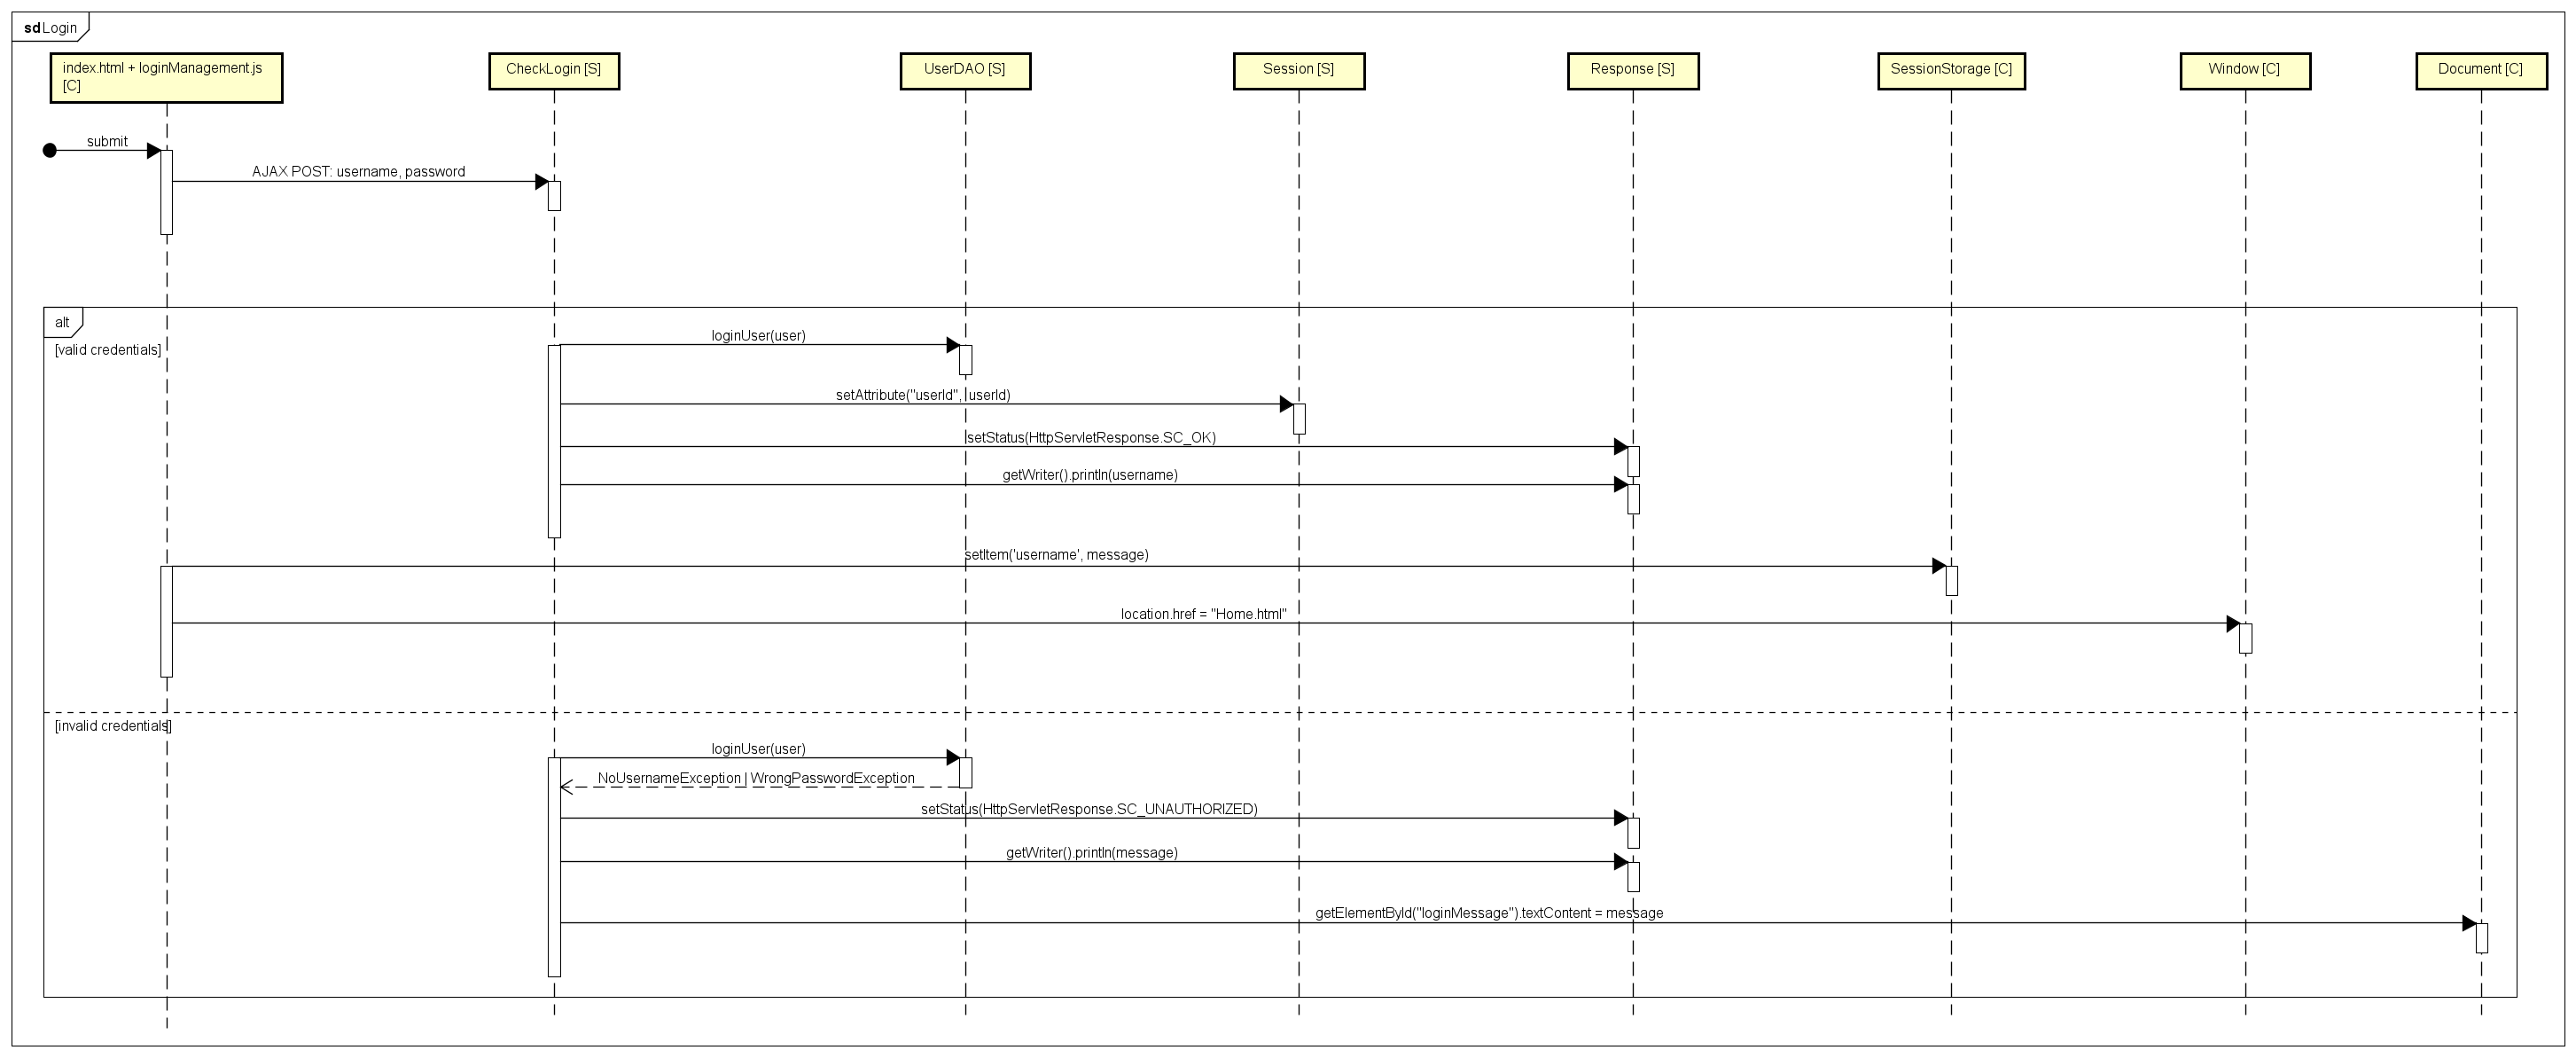 sd Login
index.html + loginManagement.js
[C]
CheckLogin [S]
UserDAO [S]
Session [S]
Response [S]
SessionStorage [C]
Window [C]
Document [C]
submit
AJAX POST: username, password
alt
[valid credentials]
loginUser(user)
setAttribute("userId", userId)
setStatus(HttpServletResponse.SC_OK)
getWriter().println(username)
setItem('username', message)
location.href = "Home.html"
[invalid credentials]
loginUser(user)
NoUsernameException | WrongPasswordException
setStatus(HttpServletResponse.SC_UNAUTHORIZED)
getWriter().println(message)
getElementById("loginMessage").textContent = message